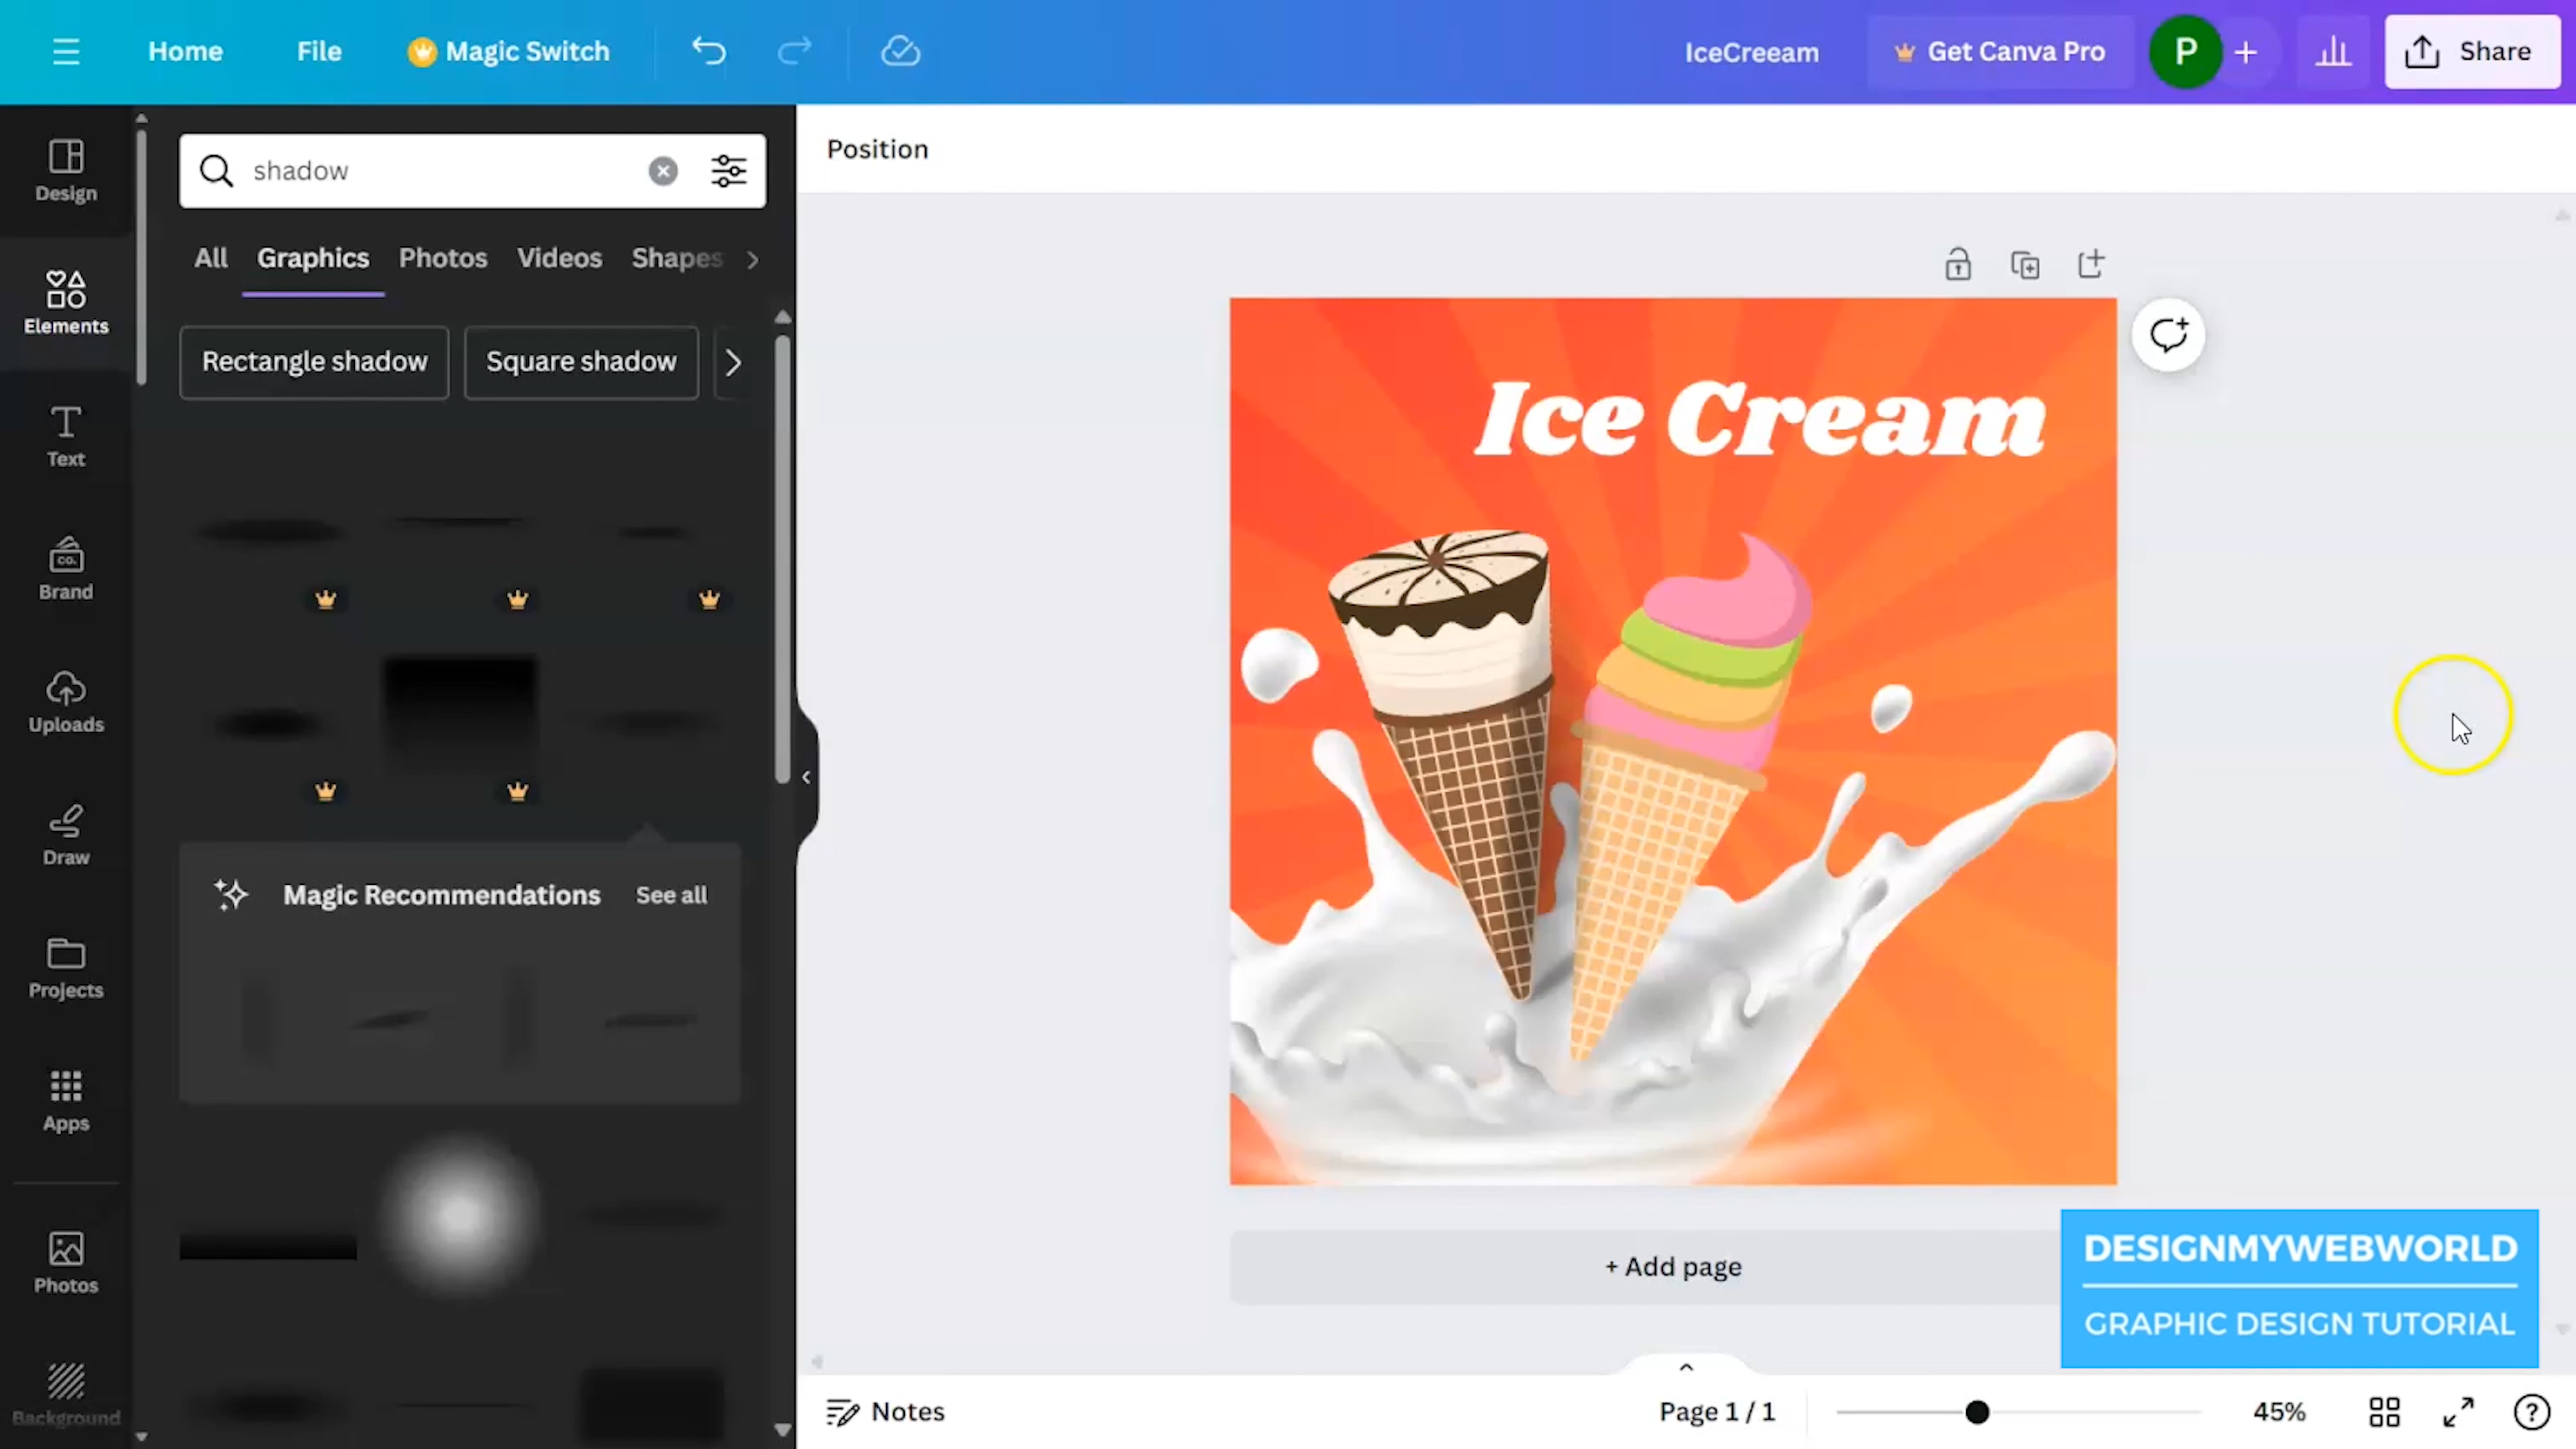 Home
File
Magic Switch
IceCreeam
Get Canva Pro
P
Share
Design
Elements
Text
CO.
Brand
Uploads
Draw
Projects
Apps
Photos
Background
shadow
All
Graphics
Photos
Videos
Shapes
Rectangle shadow
Square shadow
Magic Recommendations
See all
Position
Ice Cream
+ Add page
DESIGNMYWEBWORLD
GRAPHIC DESIGN TUTORIAL
Notes
Page 1 / 1
45%